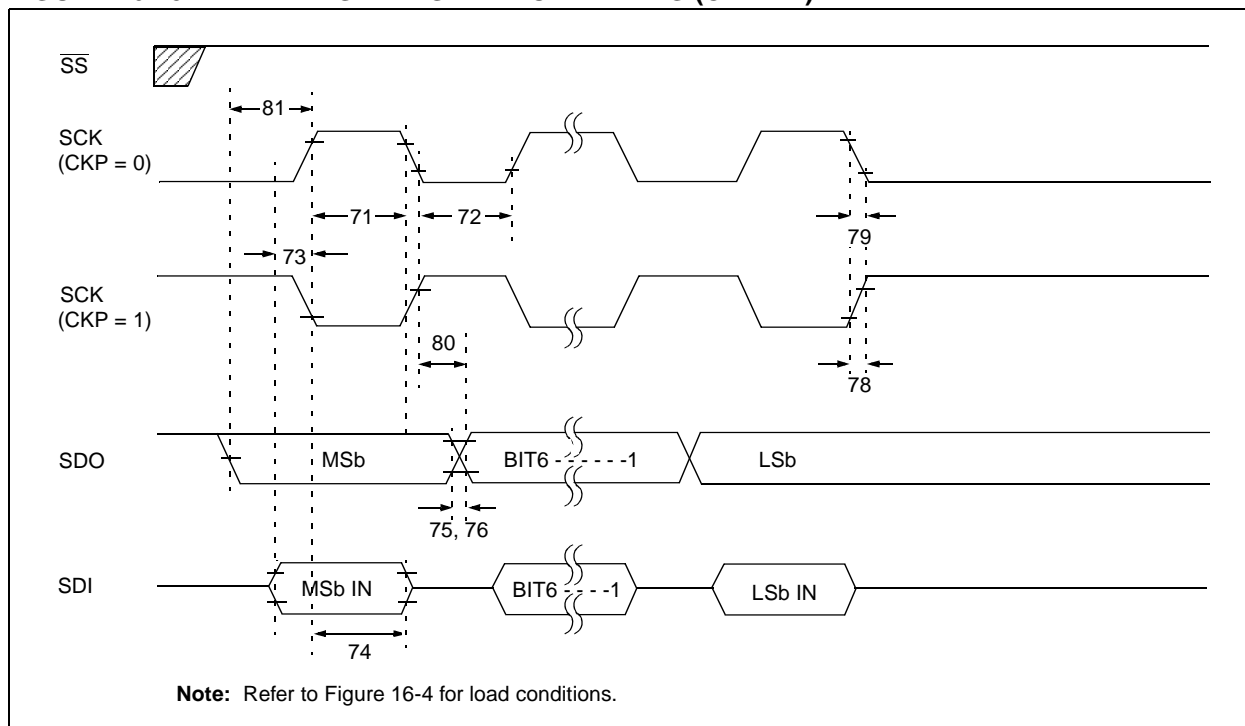 SS
81
SCK
(CKP = 0)
71
72
79
73
SCK
(CKP = 1)
80
78
SDO
MSb
BIT6 - - - - - -1
LSb
75, 76
SDI
MSb IN
BIT6 - - - -1
LSb IN
74
Note: Refer to Figure 16-4 for load conditions.